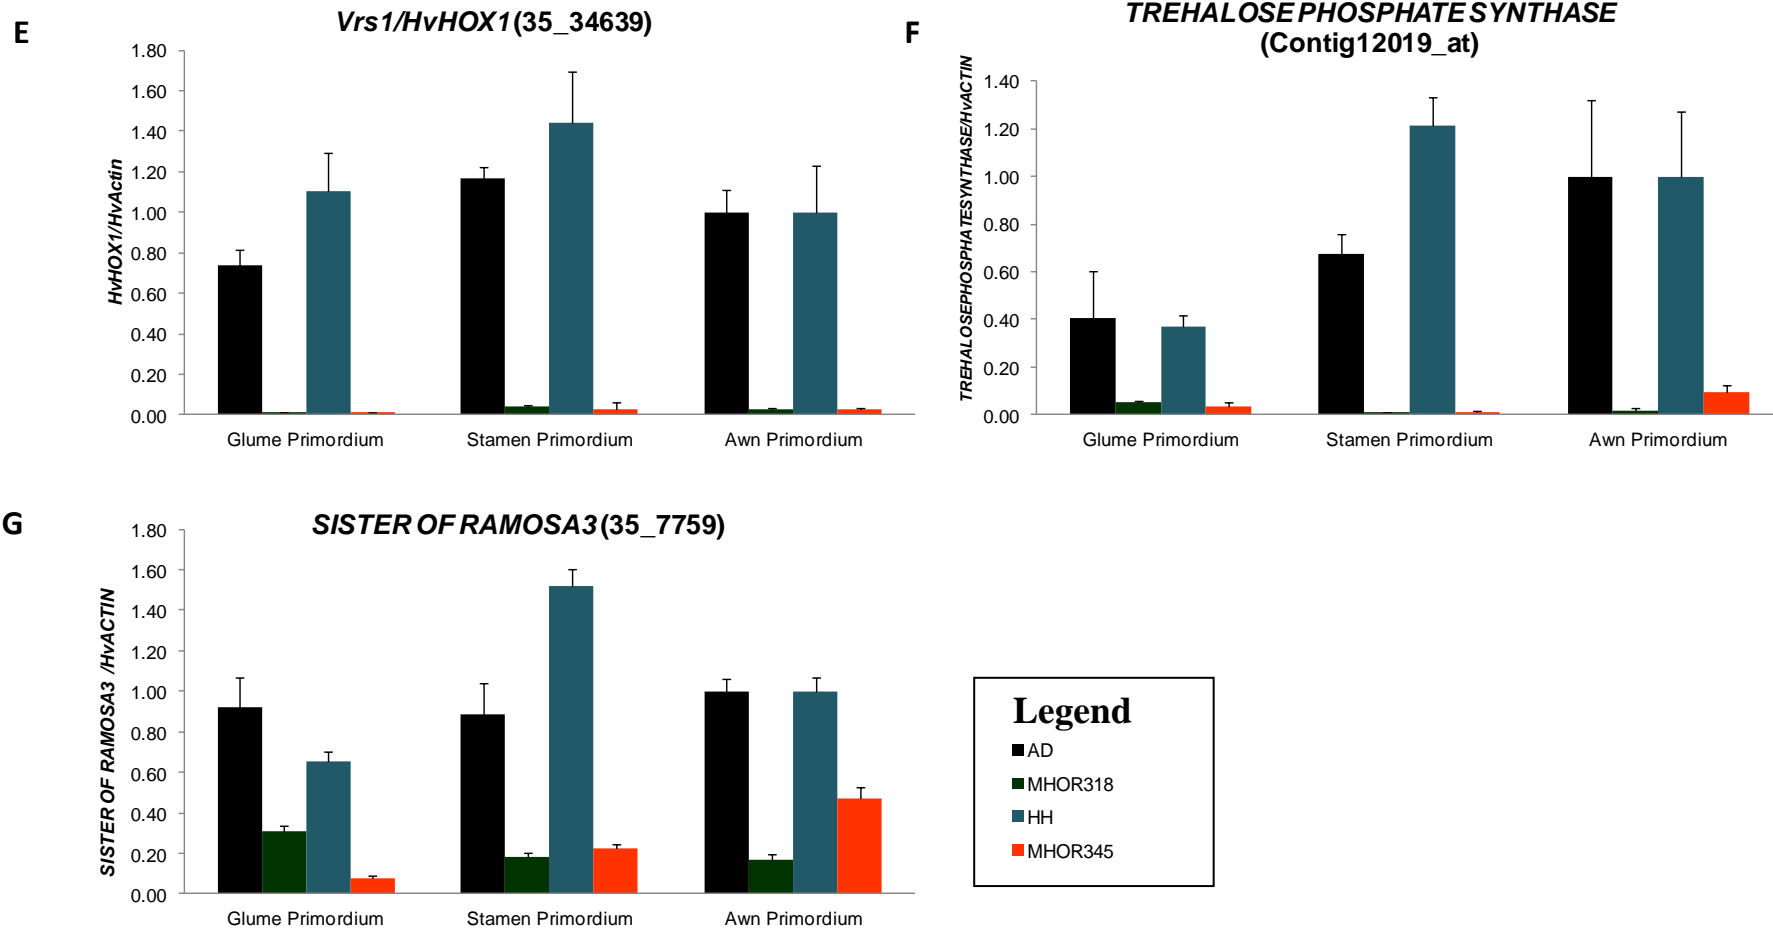 E
Vrs1/HvHOX1 (35_34639)
HvHOX1/HvActin
1.80
1.60
1.40
1.20
1.00
0.80
0.60
0.40
0.20
0.00
Glume Primordium
Stamen Primordium
Awn Primordium
F
TREHALOSE PHOSPHATE SYNTHASE
(Contig12019_at)
TREHALOSEPHOSPHATESYNTHASE/HvACTIN
1.40
1.20
1.00
0.80
0.60
0.40
0.20
0.00
Glume Primordium
Stamen Primordium
Awn Primordium
G
SISTER OF RAMOSA3 (35_7759)
SISTER OF RAMOSA3 /HvACTIN
1.80
1.60
1.40
1.20
1.00
0.80
0.60
0.40
0.20
0.00
Glume Primordium
Stamen Primordium
Awn Primordium
Legend
AD
MHOR318
HH
MHOR345